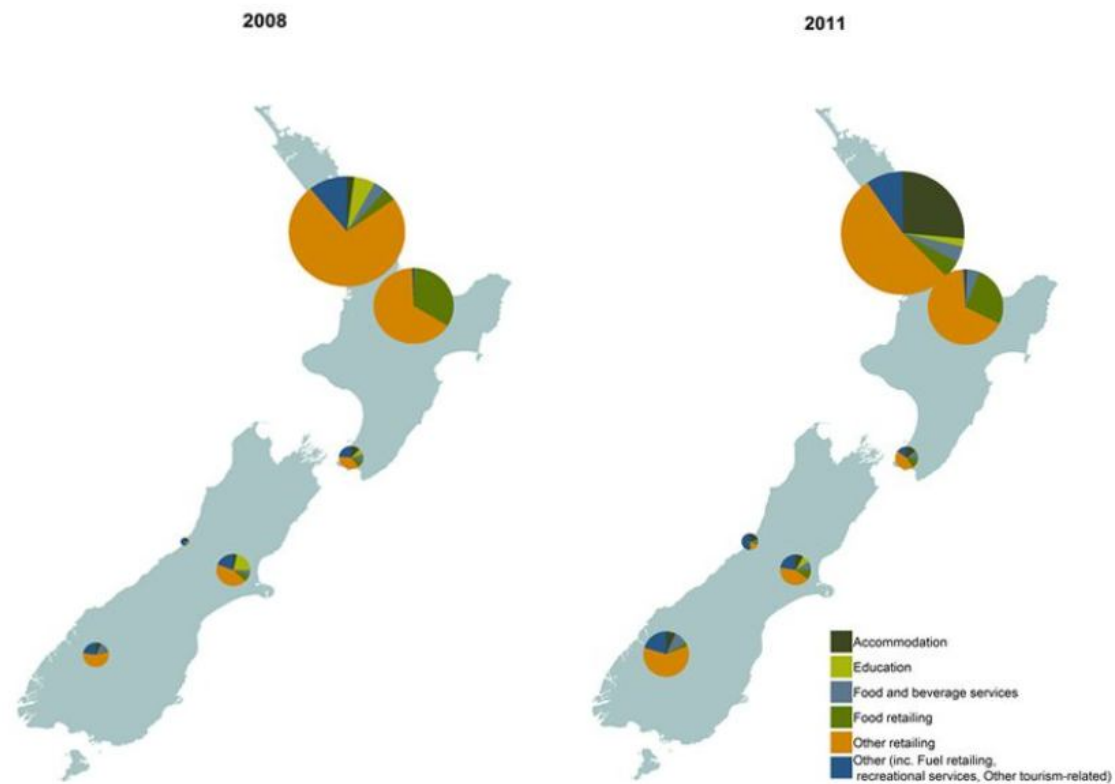 2008
2011
Accommodation
Education
Food and beverage services
Food retailing
Other retailing
Other (inc. Fuel retailing,
recreational services, Other tourism-related)